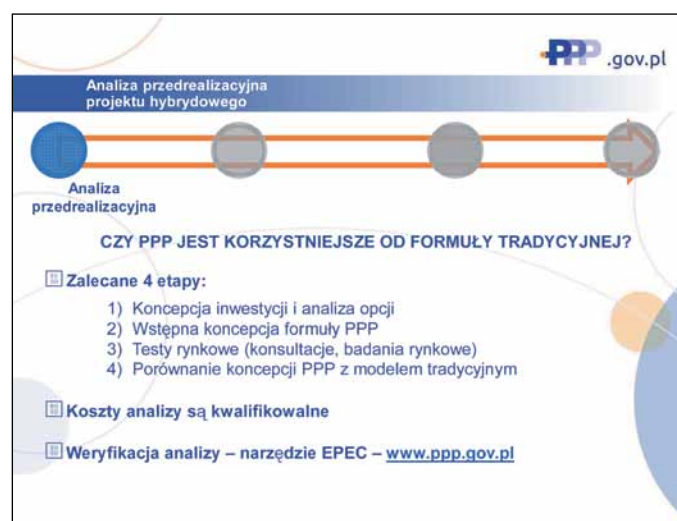 PPP.gov.pl
Analiza przedrealizacyjna
projektu hybrydowego
Analiza
przedrealizacyjna
CZY PPP JEST KORZYSTNIEJSZE OD FORMUŁY TRADYCYJNEJ?
Zalecane 4 etapy:
1) Koncepcja inwestycji i analiza opcji
2) Wstępna koncepcja formuły PPP
3) Testy rynkowe (konsultacje, badania rynkowe)
4) Porównanie koncepcji PPP z modelem tradycyjnym
Koszty analizy są kwalifikowalne
Weryfikacja analizy – narzędzie EPEC – www.ppp.gov.pl